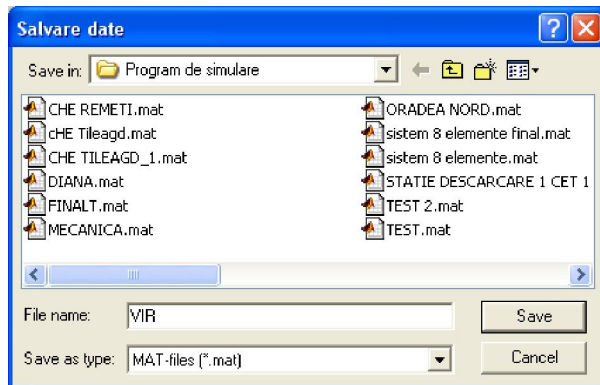 Salvare date
Save in: Program de simulare
CHE REMETI.mat
cHE Tileagd.mat
CHE TILEAGD_1.mat
DIANA.mat
FINALT.mat
MECANICA.mat
ORADEA NORD.mat
sistem 8 elemente final.mat
sistem 8 elemente.mat
STATIE DESCARCARE 1 CET 1
TEST 2.mat
TEST.mat
File name: VIR Save
Save as type: MAT-files (*.mat) Cancel